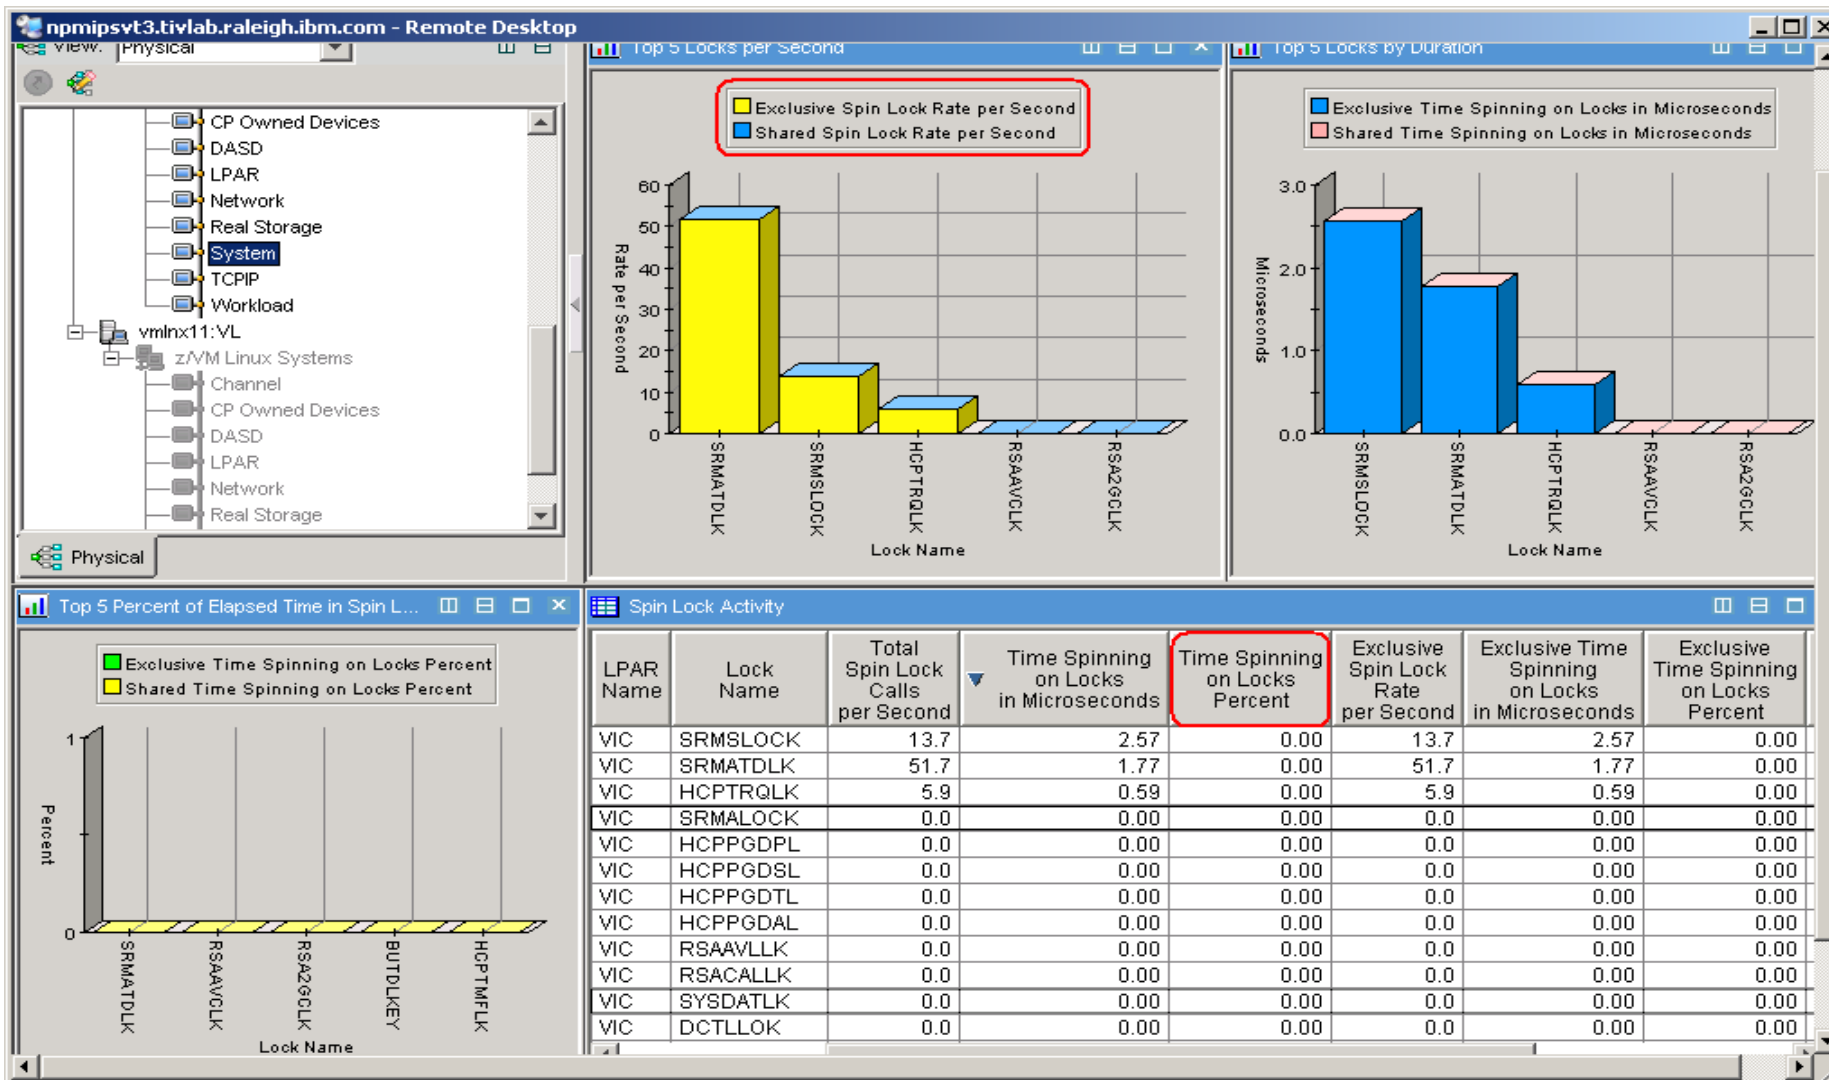 npmipsvt3.tivlab.raleigh.ibm.com - Remote Desktop
View: Physical
CP Owned Devices
DASD
LPAR
Network
Real Storage
System
TCPIP
Workload
vmlnx11:VL
z/VM Linux Systems
Channel
CP Owned Devices
DASD
LPAR
Network
Real Storage
Physical
Top 5 Locks per Second
Exclusive Spin Lock Rate per Second
Shared Spin Lock Rate per Second
60
50
40
30
20
10
0
Rate per Second
SRMATDLK
SRMSLOCK
HCPTRQLK
RSAAVCLK
RSA2GCLK
Lock Name
Top 5 Locks by Duration
Exclusive Time Spinning on Locks in Microseconds
Shared Time Spinning on Locks in Microseconds
3.0
2.0
1.0
0.0
Microseconds
SRMSLOCK
SRMATDLK
HCPTRQLK
RSAAVCLK
RSA2GCLK
Lock Name
Top 5 Percent of Elapsed Time in Spin L...
Exclusive Time Spinning on Locks Percent
Shared Time Spinning on Locks Percent
1
0
Percent
SRMATDLK
RSAAVCLK
RSA2GCLK
BUTDLKEY
HCPTMFLK
Lock Name
Spin Lock Activity
LPAR Name | Lock Name | Total Spin Lock Calls per Second | Time Spinning on Locks in Microseconds | Time Spinning on Locks Percent | Exclusive Spin Lock Rate per Second | Exclusive Time Spinning on Locks in Microseconds | Exclusive Time Spinning on Locks Percent
VIC SRMSLOCK 13.7 2.57 0.00 13.7 2.57 0.00
VIC SRMATDLK 51.7 1.77 0.00 51.7 1.77 0.00
VIC HCPTRQLK 5.9 0.59 0.00 5.9 0.59 0.00
VIC SRMALOCK 0.0 0.00 0.00 0.0 0.00 0.00
VIC HCPPGDPL 0.0 0.00 0.00 0.0 0.00 0.00
VIC HCPPGDSL 0.0 0.00 0.00 0.0 0.00 0.00
VIC HCPPGDTL 0.0 0.00 0.00 0.0 0.00 0.00
VIC HCPPGDAL 0.0 0.00 0.00 0.0 0.00 0.00
VIC RSAAVLLK 0.0 0.00 0.00 0.0 0.00 0.00
VIC RSACALLK 0.0 0.00 0.00 0.0 0.00 0.00
VIC SYSDATLK 0.0 0.00 0.00 0.0 0.00 0.00
VIC DCTLLOK 0.0 0.00 0.00 0.0 0.00 0.00